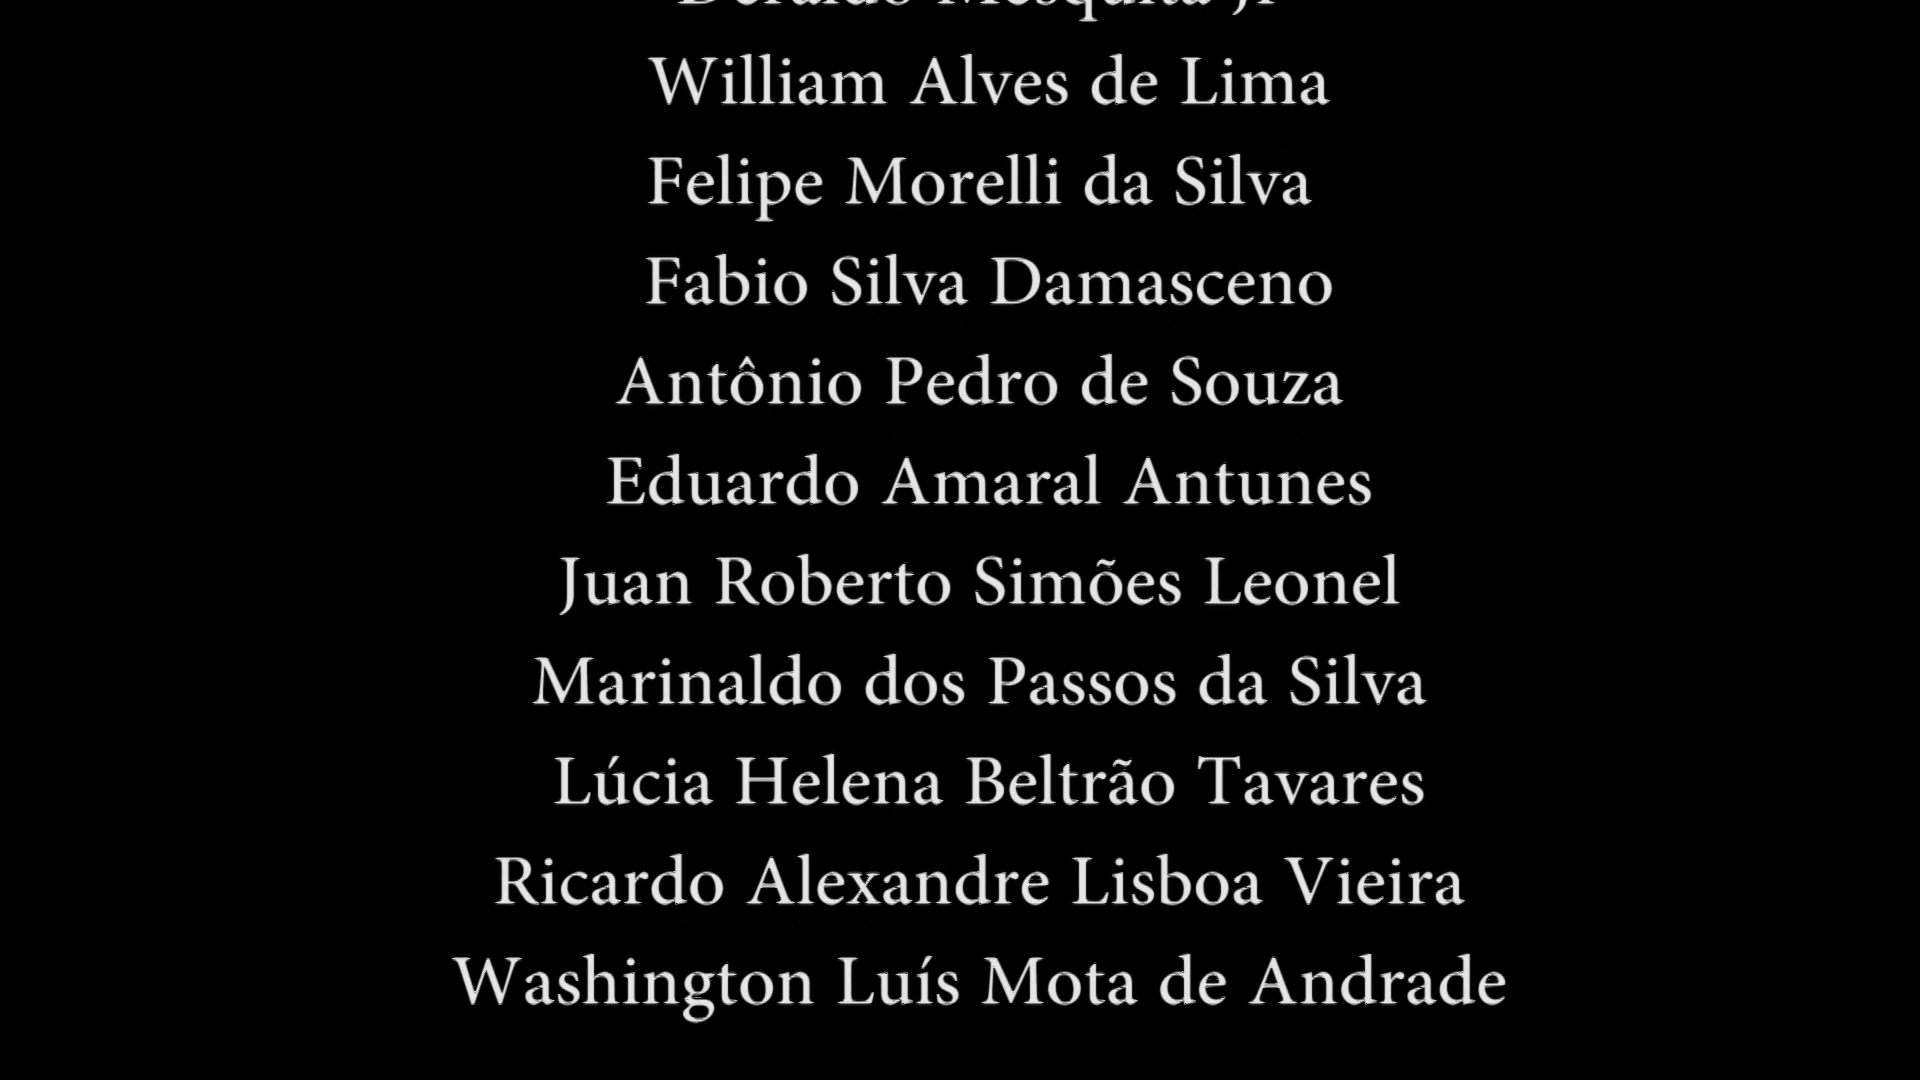 Mesquita Jr
William Alves de Lima
Felipe Morelli da Silva
Fabio Silva Damasceno
Antônio Pedro de Souza
Eduardo Amaral Antunes
Juan Roberto Simões Leonel
Marinaldo dos Passos da Silva
Lúcia Helena Beltrão Tavares
Ricardo Alexandre Lisboa Vieira
Washington Luís Mota de Andrade